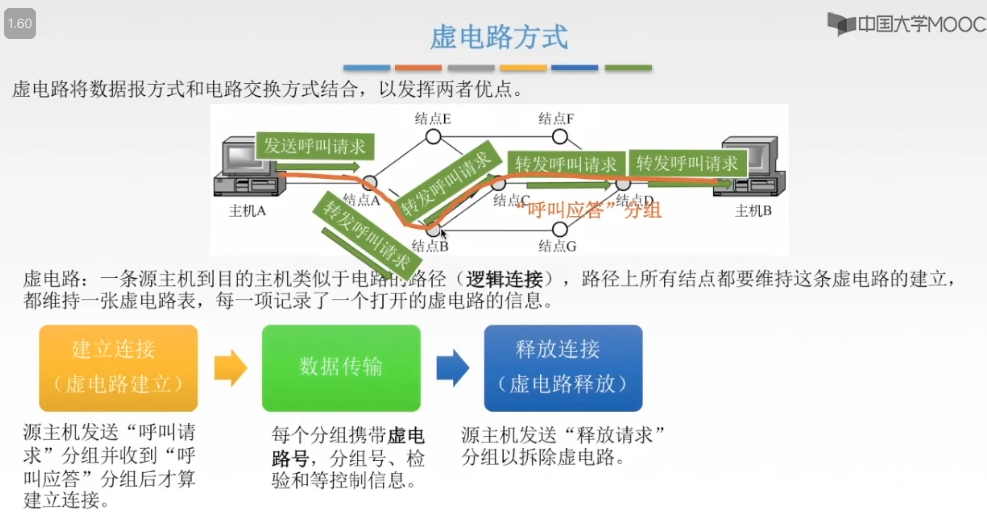 1.60
中国大学MOOC
虚电路方式
虚电路将数据报方式和电路交换方式结合，以发挥两者优点。
结点E
结点F
发送呼叫请求
转发呼叫请求
转发呼叫请求
转发呼叫请求
结点A
结点C
结点D
“呼叫应答”分组
主机A
主机B
转发呼叫请求
结点B
结点G
虚电路：一条源主机到目的主机类似于电路的路径（逻辑连接），路径上所有结点都要维持这条虚电路的建立，
都维持一张虚电路表，每一项记录了一个打开的虚电路的信息。
建立连接
（虚电路建立）
数据传输
释放连接
（虚电路释放）
源主机发送“呼叫请
求”分组并收到“呼
叫应答”分组后才算
建立连接。
每个分组携带虚电
路号，分组号、检
验和等控制信息。
源主机发送“释放请求”
分组以拆除虚电路。